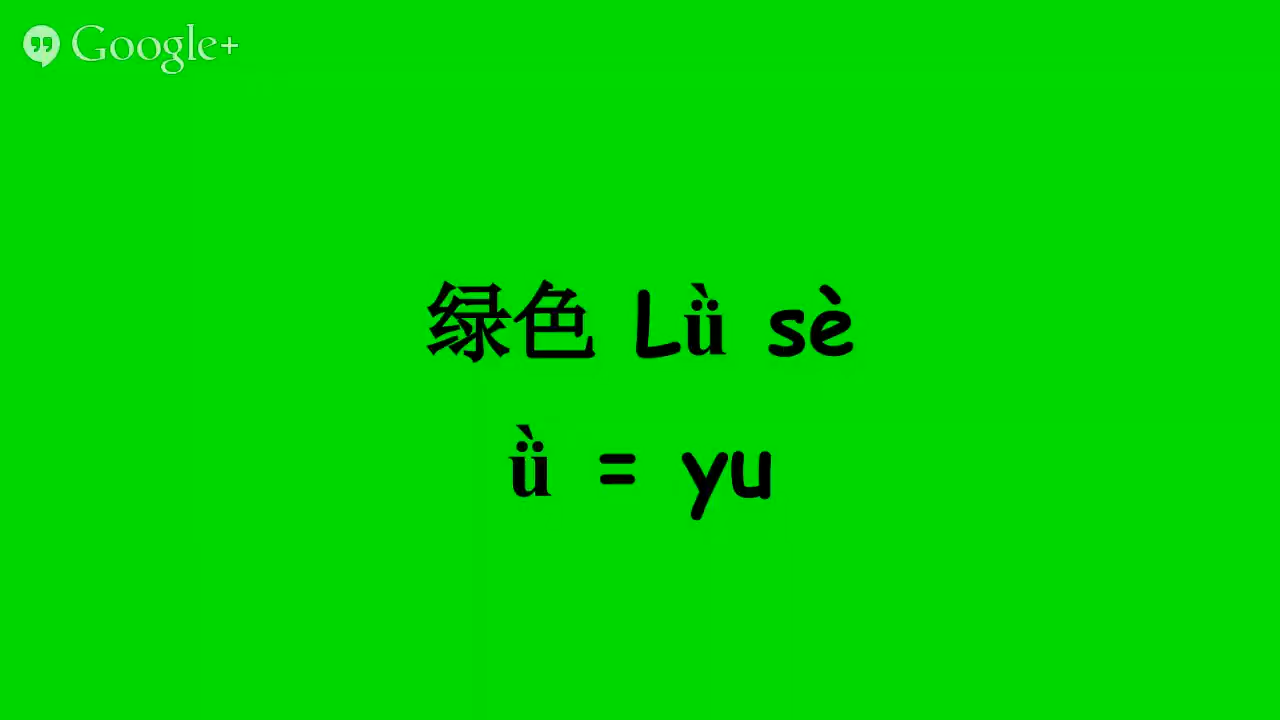 Google+
绿色 Lǜ sè
ǜ = yu